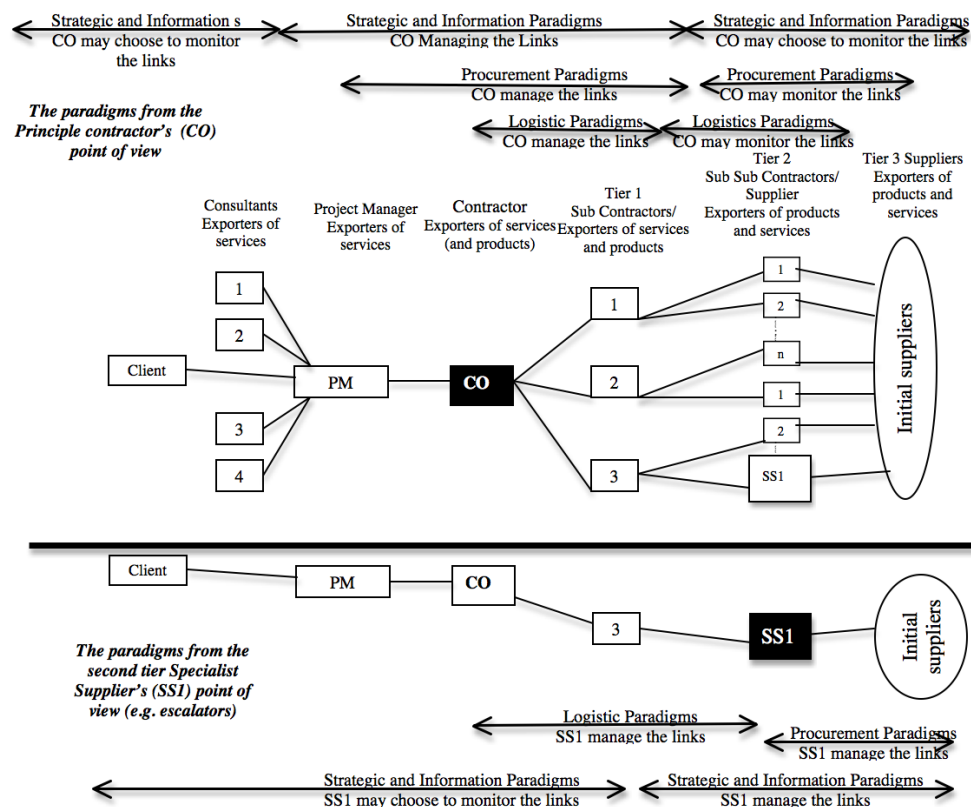 Strategic and Information s
CO may choose to monitor
the links
Strategic and Information Paradigms
CO Managing the Links
Strategic and Information Paradigms
CO may choose to monitor the links
Procurement Paradigms
CO manage the links
Procurement Paradigms
CO may monitor the links
Logistic Paradigms
CO manage the links
Logistics Paradigms
CO may monitor the links
The paradigms from the
Principle contractor's (CO)
point of view
Consultants
Exporters of
services
Project Manager
Exporters of
services
Contractor
Exporters of services
(and products)
Tier 1
Sub Contractors/
Exporters of services
and products
Tier 2
Sub Sub Contractors/
Supplier
Exporters of products
and services
Tier 3 Suppliers
Exporters of
products and
services
1
2
3
4
Client
PM
CO
1
2
3
1
2
n
1
2
SS1
Initial suppliers
Client
PM
CO
3
SS1
Initial
suppliers
The paradigms from the
second tier Specialist
Supplier's (SS1) point of
view (e.g. escalators)
Logistic Paradigms
SS1 manage the links
Procurement Paradigms
SS1 manage the links
Strategic and Information Paradigms
SS1 may choose to monitor the links
Strategic and Information Paradigms
SS1 manage the links